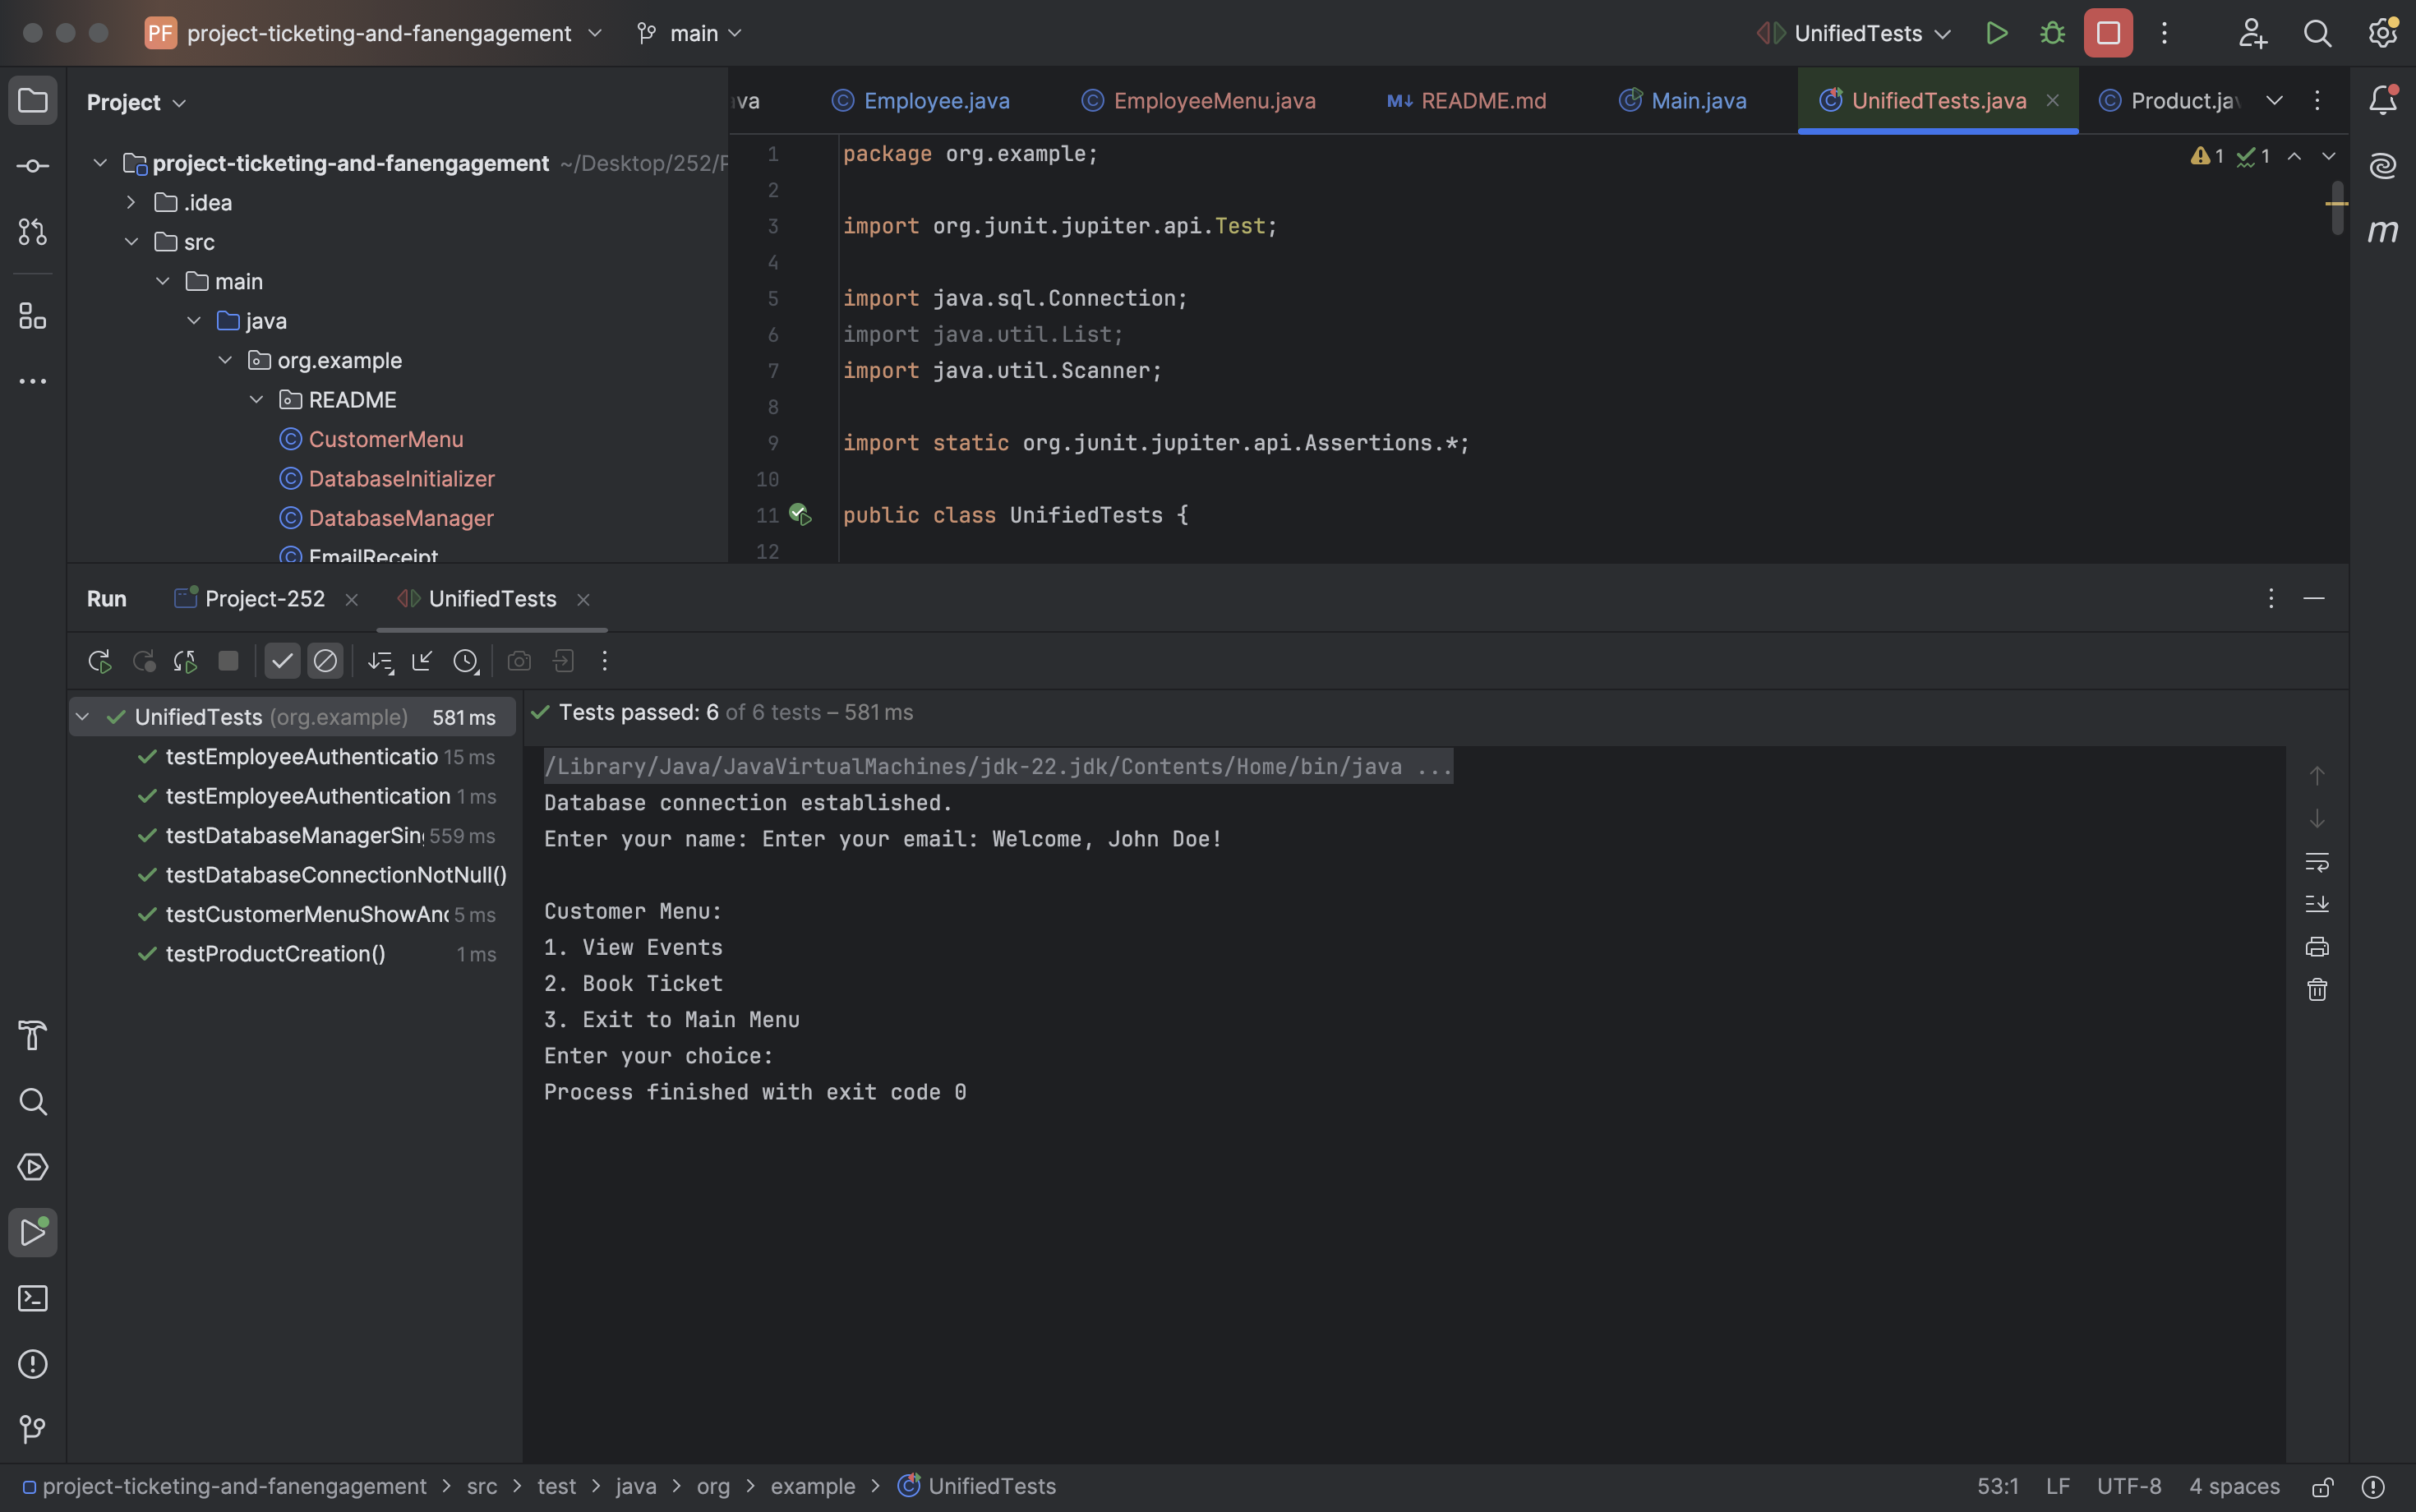 PF project-ticketing-and-fanengagement main UnifiedTests
Project
project-ticketing-and-fanengagement ~/Desktop/252/
.idea
src
main
java
org.example
README
CustomerMenu
DatabaseInitializer
DatabaseManager
EmailReceipt
Employee.java EmployeeMenu.java README.md Main.java UnifiedTests.java
1 package org.example;
2
3 import org.junit.jupiter.api.Test;
4
5 import java.sql.Connection;
6 import java.util.List;
7 import java.util.Scanner;
8
9 import static org.junit.jupiter.api.Assertions.*;
10
11 public class UnifiedTests {
12
1 1
m
Run Project-252 UnifiedTests
UnifiedTests (org.example) 581 ms
testEmployeeAuthenticatio 15 ms
testEmployeeAuthentication 1 ms
testDatabaseManagerSin 559 ms
testDatabaseConnectionNotNull()
testCustomerMenuShowAn 5 ms
testProductCreation() 1 ms
Tests passed: 6 of 6 tests – 581 ms
/Library/Java/JavaVirtualMachines/jdk-22.jdk/Contents/Home/bin/java ...
Database connection established.
Enter your name: Enter your email: Welcome, John Doe!
Customer Menu:
1. View Events
2. Book Ticket
3. Exit to Main Menu
Enter your choice:
Process finished with exit code 0
project-ticketing-and-fanengagement > src > test > java > org > example > UnifiedTests
53:1 LF UTF-8 4 spaces